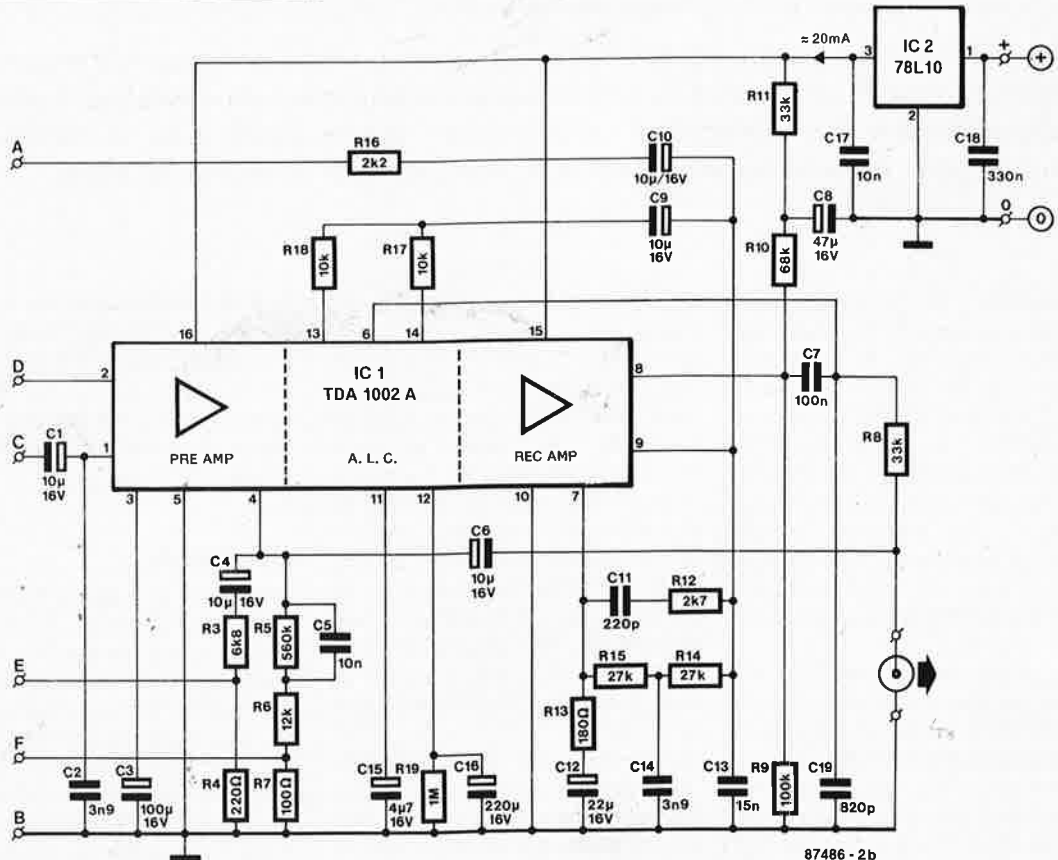 ≈ 20mA
3
IC 2
78L10
1
+
+
2
R11
33k
C17
10n
C18
330n
A
R16
2k2
C10
10µ/16V
C9
10µ
16V
C8
47µ
16V
0
0
R18
10k
R17
10k
R10
68k
16
13
6
14
15
D
2
IC 1
TDA 1002 A
8
C7
100n
C
C1
10µ
16V
1
PRE AMP
A. L. C.
REC AMP
9
R8
33k
3
5
4
11
12
10
7
C4
10µ 16V
C6
10µ
16V
C11
220p
R12
2k7
R3
6k8
R5
560k
C5
10n
R15
27k
R14
27k
E
R6
12k
R13
180Ω
F
C2
3n9
C3
100µ
16V
R4
220Ω
R7
100Ω
C15
4µ7
16V
R19
1M
C16
220µ
16V
C12
22µ
16V
C14
3n9
C13
15n
R9
100k
C19
820p
B
87486 - 2b